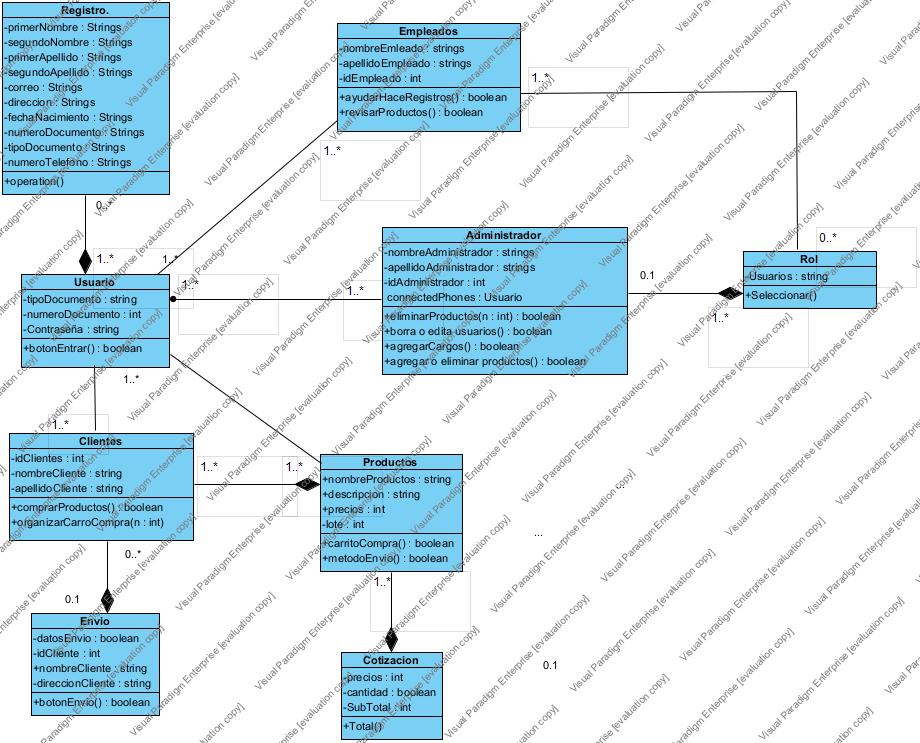 Registro.
-primerNombre : Strings
-segundoNombre : Strings
-primerApellido : Strings
-segundoApellido : Strings
-correo : Strings
-direccion : Strings
-fechaNacimiento : Strings
-numeroDocumento : Strings
-tipoDocumento : Strings
-numeroTelefono : Strings
+operation()
Empleados
-nombreEmleado : strings
-apellidoEmpleado : strings
-idEmpleado : int
+ayudarHaceRegistros() : boolean
+revisarProductos() : boolean
1..*
1..*
1..*
1..*
1..*
Usuario
-tipoDocumento : string
-numeroDocumento : int
-Contraseña : string
+botonEntrar() : boolean
1..*
Administrador
-nombreAdministrador : strings
-apellidoAdministrador : strings
-idAdministrador : int
connectedPhones : Usuario
+eliminarProductos(n : int) : boolean
+borra o edita usuarios() : boolean
+agregarCargos() : boolean
+agregar o eliminar productos() : boolean
0.1
0..*
Rol
-Usuarios : string
+Seleccionar()
1..*
1..*
1..*
Clientes
-idClientes : int
-nombreCliente : string
-apellidoCliente : string
+comprarProductos() : boolean
+organizarCarroCompra(n : int)
1..*
1..*
Productos
+nombreProductos : string
+descripcion : string
+precios : int
-lote : int
+carritoCompra() : boolean
+metodoEnvio() : boolean
...
0..*
0.1
1..*
Envio
-datosEnvio : boolean
-idCliente : int
+nombreCliente : string
-direccionCliente : string
+botonEnvio() : boolean
Cotizacion
-precios : int
-cantidad : boolean
-SubTotal : int
+Total()
0.1
Visual Paradigm Enterprise [evaluation copy]